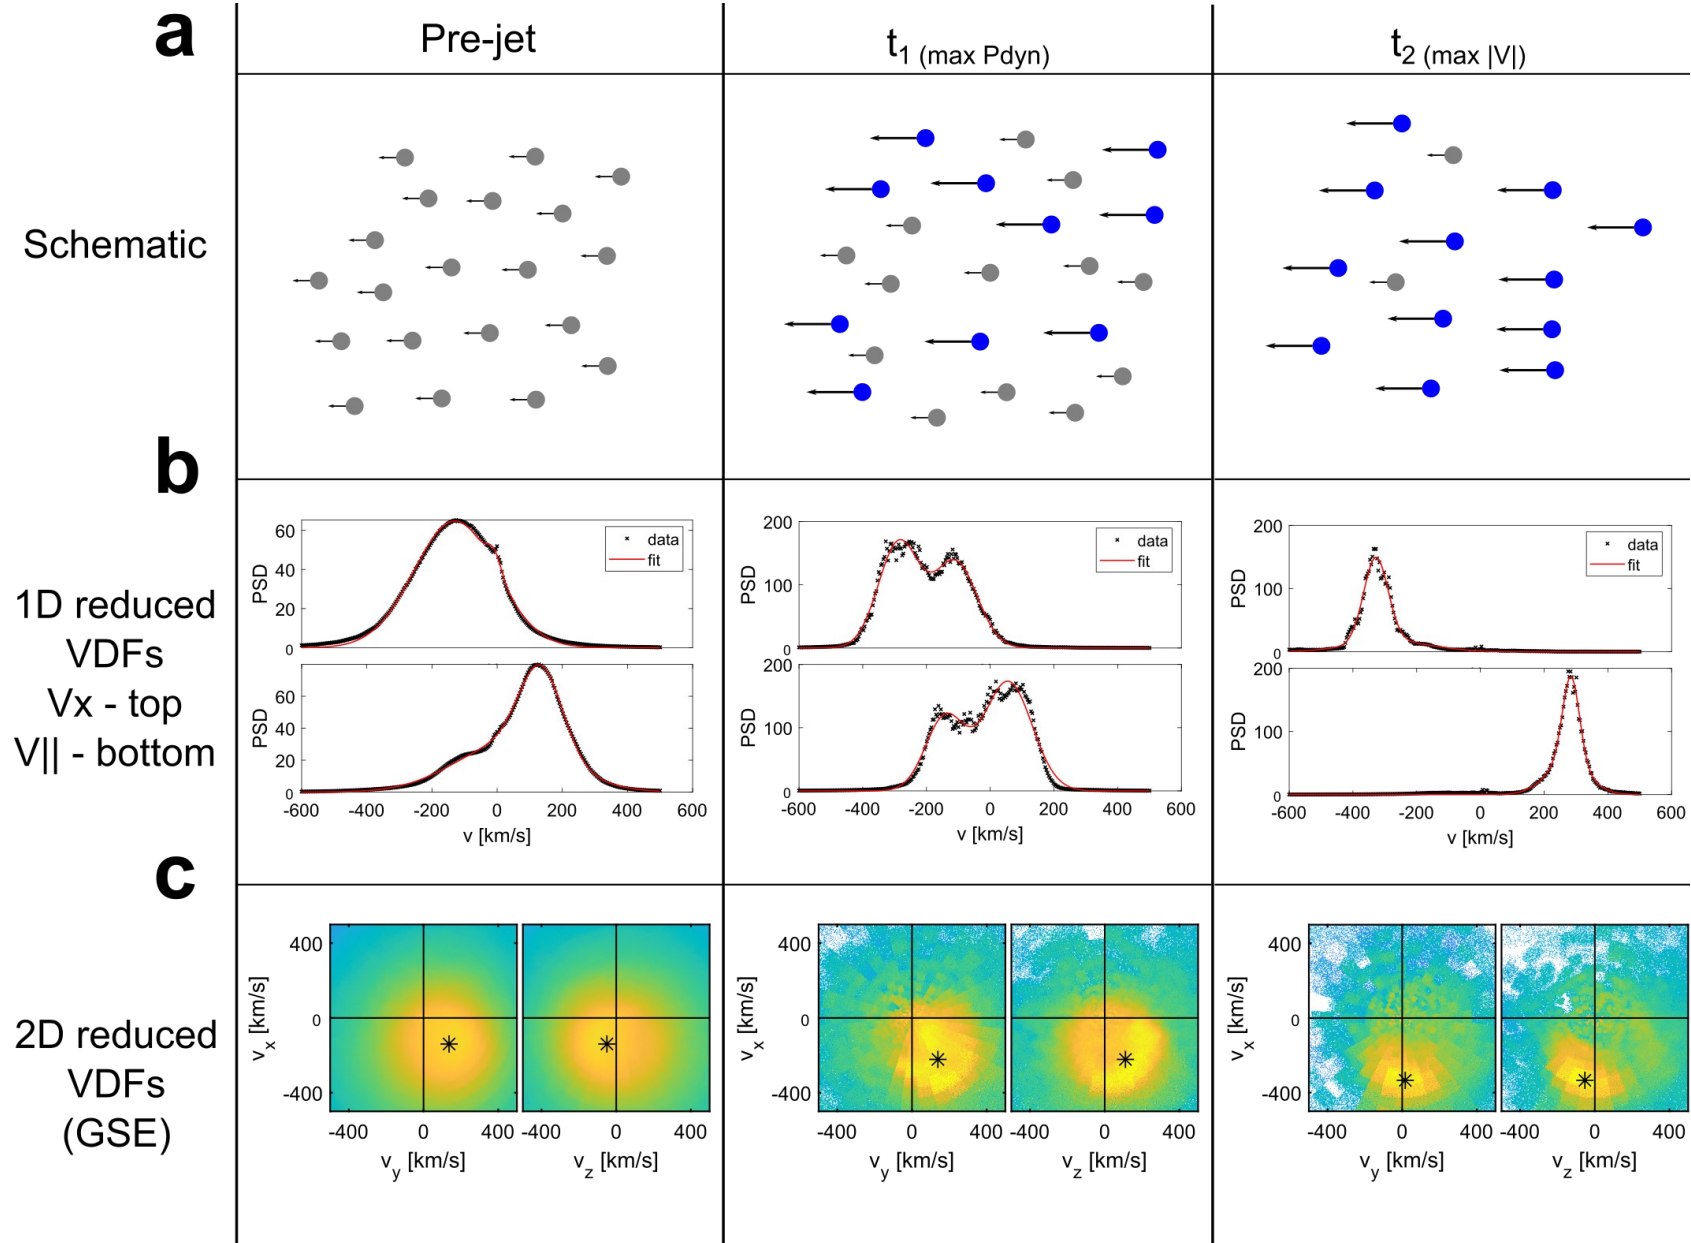 a
Pre-jet
t1 (max Pdyn)
t2 (max |V|)
Schematic
b
1D reduced
VDFs
Vx - top
V|| - bottom
60
40
20
0
PSD
data
fit
60
40
20
0
PSD
-600 -400 -200 0 200 400 600
v [km/s]
200
100
0
PSD
data
fit
200
100
0
PSD
-600 -400 -200 0 200 400 600
v [km/s]
200
100
0
PSD
data
fit
200
100
0
PSD
-600 -400 -200 0 200 400 600
v [km/s]
c
2D reduced
VDFs
(GSE)
400
0
-400
vx [km/s]
-400 0 400 -400 0 400
vy [km/s]
vz [km/s]
400
0
-400
vx [km/s]
-400 0 400 -400 0 400
vy [km/s]
vz [km/s]
400
0
-400
vx [km/s]
-400 0 400 -400 0 400
vy [km/s]
vz [km/s]